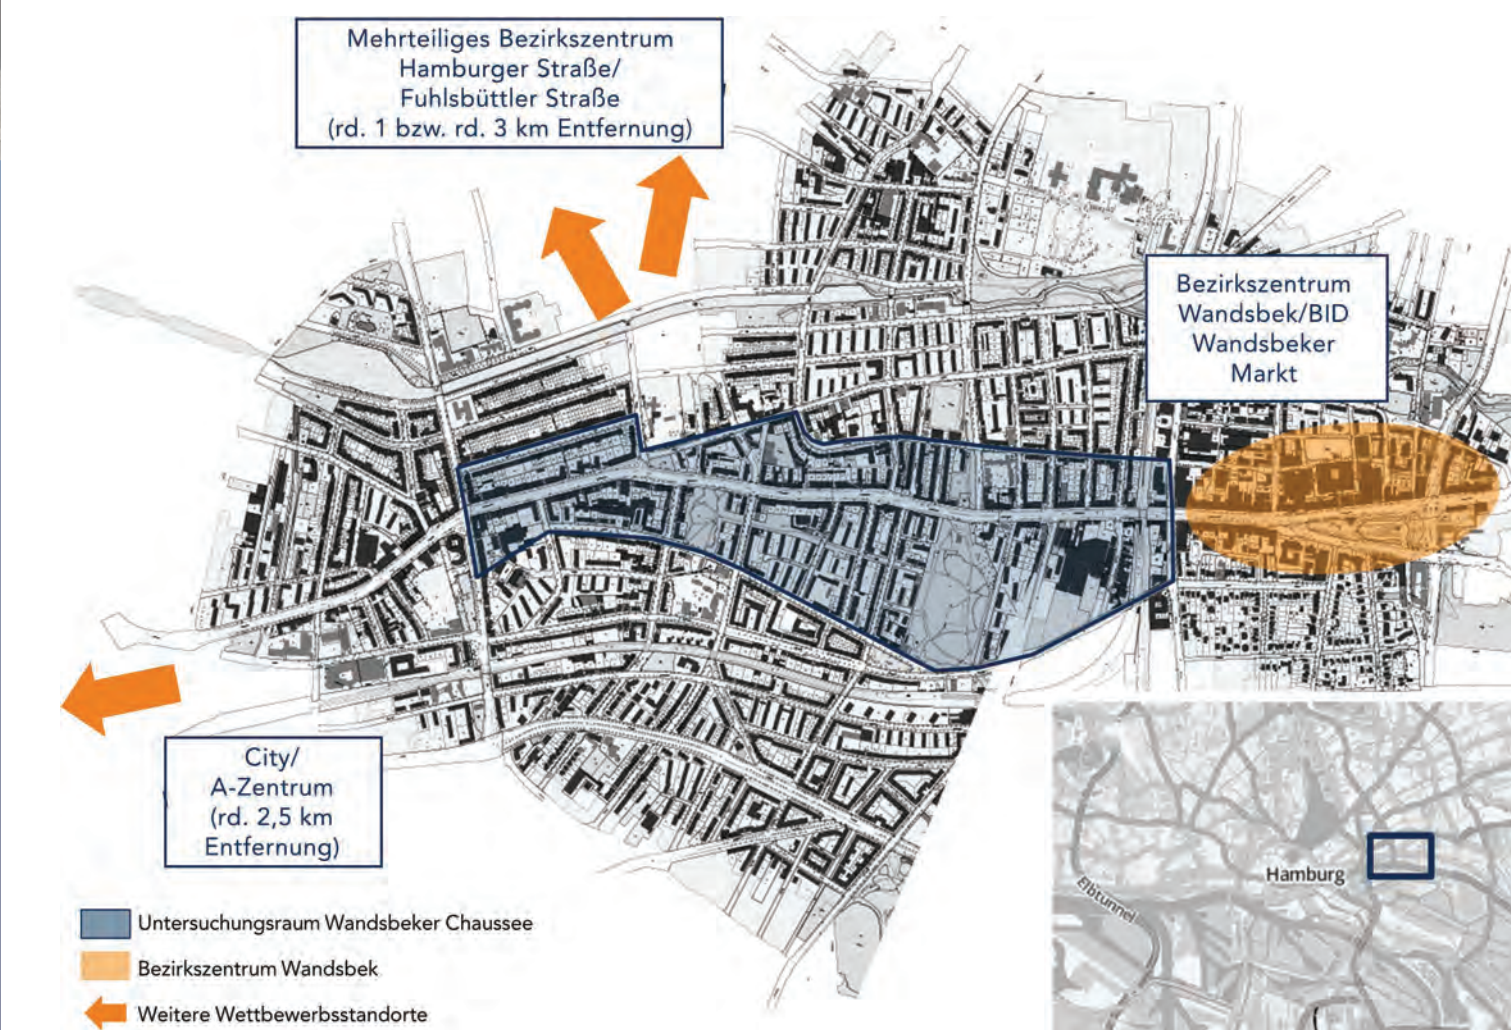 Mehrteiliges Bezirkszentrum
Hamburger Straße/
Fuhlsbüttler Straße
(rd. 1 bzw. rd. 3 km Entfernung)
Bezirkszentrum
Wandsbek/BID
Wandsbeker
Markt
City/
A-Zentrum
(rd. 2,5 km
Entfernung)
Untersuchungsraum Wandsbeker Chaussee
Bezirkszentrum Wandsbek
Weitere Wettbewerbsstandorte
Hamburg
Elbtunnel